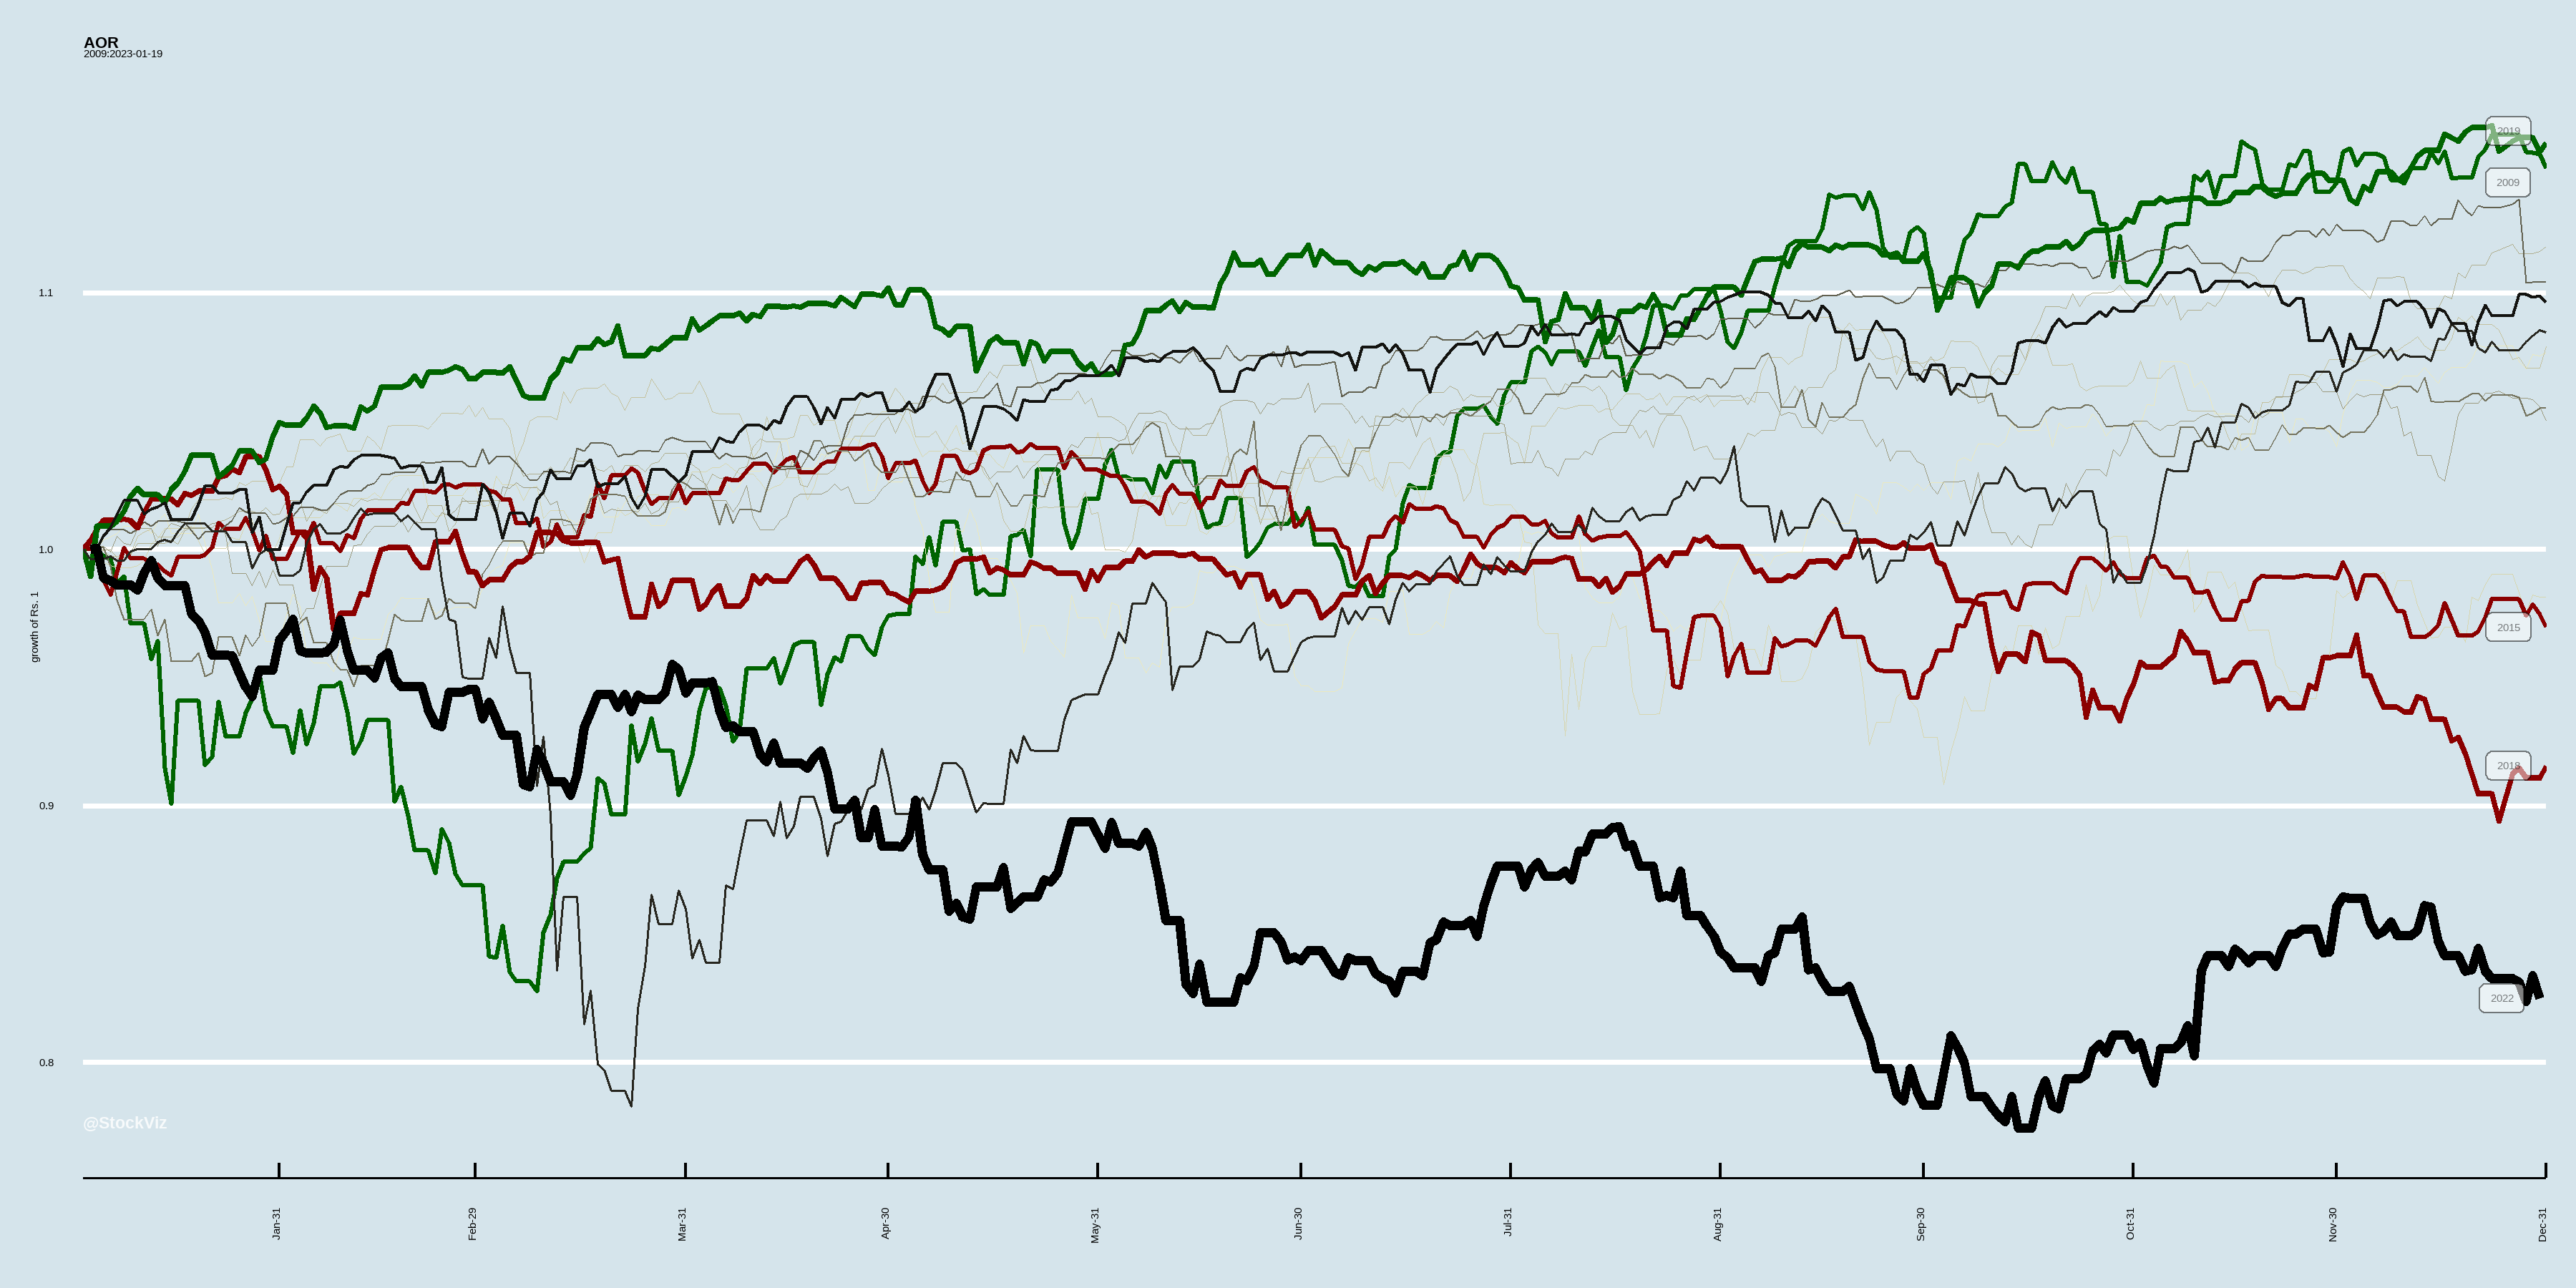 AOR
2009:2023-01-19
2019
2009
1.1
1.0
growth of Rs. 1
2015
2018
0.9
2022
0.8
@StockViz
Jan-31
Feb-29
Mar-31
Apr-30
May-31
Jun-30
Jul-31
Aug-31
Sep-30
Oct-31
Nov-30
Dec-31